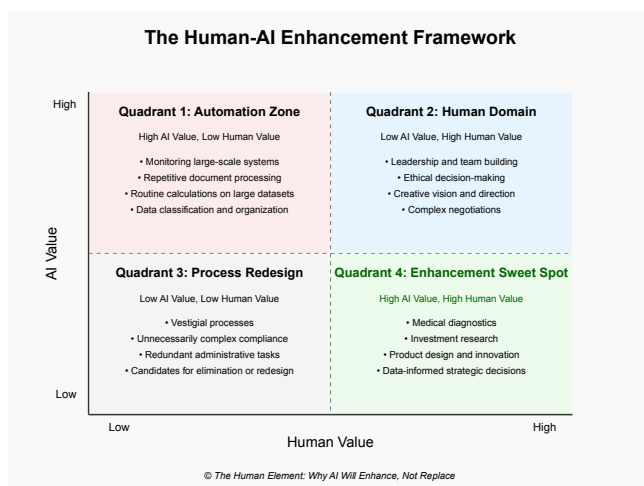 The Human-AI Enhancement Framework
High
Quadrant 1: Automation Zone
High AI Value, Low Human Value
• Monitoring large-scale systems
• Repetitive document processing
• Routine calculations on large datasets
• Data classification and organization
Quadrant 2: Human Domain
Low AI Value, High Human Value
• Leadership and team building
• Ethical decision-making
• Creative vision and direction
• Complex negotiations
AI Value
Quadrant 3: Process Redesign
Low AI Value, Low Human Value
• Vestigial processes
• Unnecessarily complex compliance
• Redundant administrative tasks
• Candidates for elimination or redesign
Quadrant 4: Enhancement Sweet Spot
High AI Value, High Human Value
• Medical diagnostics
• Investment research
• Product design and innovation
• Data-informed strategic decisions
Low
Low
High
Human Value
© The Human Element: Why AI Will Enhance, Not Replace